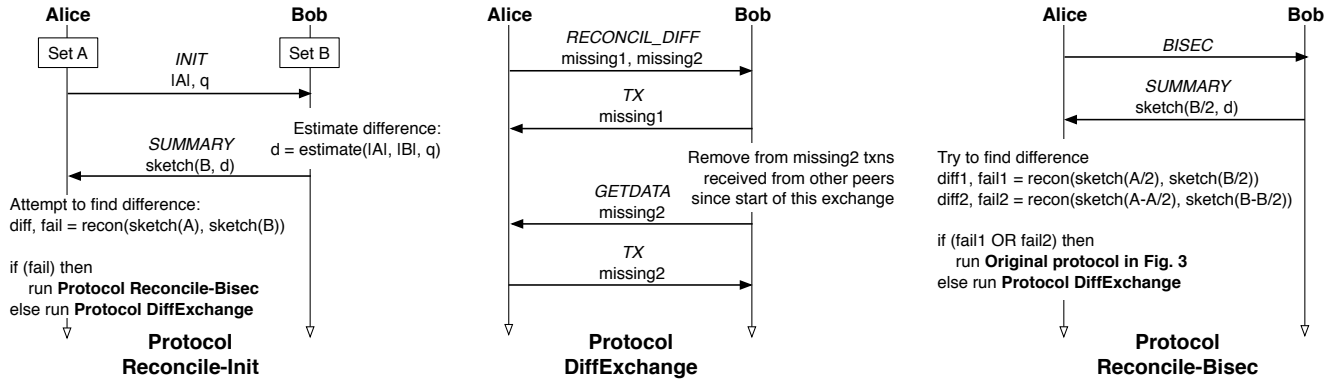 Alice
Bob
Set A
Set B
INIT
|A|, q
Estimate difference:
d = estimate(|A|, |B|, q)
SUMMARY
sketch(B, d)
Attempt to find difference:
diff, fail = recon(sketch(A), sketch(B))
if (fail) then
run Protocol Reconcile-Bisec
else run Protocol DiffExchange
Protocol
Reconcile-Init
Alice
Bob
RECONCIL_DIFF
missing1, missing2
TX
missing1
Remove from missing2 txns
received from other peers
since start of this exchange
GETDATA
missing2
TX
missing2
Protocol
DiffExchange
Alice
Bob
BISEC
SUMMARY
sketch(B/2, d)
Try to find difference
diff1, fail1 = recon(sketch(A/2), sketch(B/2))
diff2, fail2 = recon(sketch(A-A/2), sketch(B-B/2))
if (fail1 OR fail2) then
run Original protocol in Fig. 3
else run Protocol DiffExchange
Protocol
Reconcile-Bisec